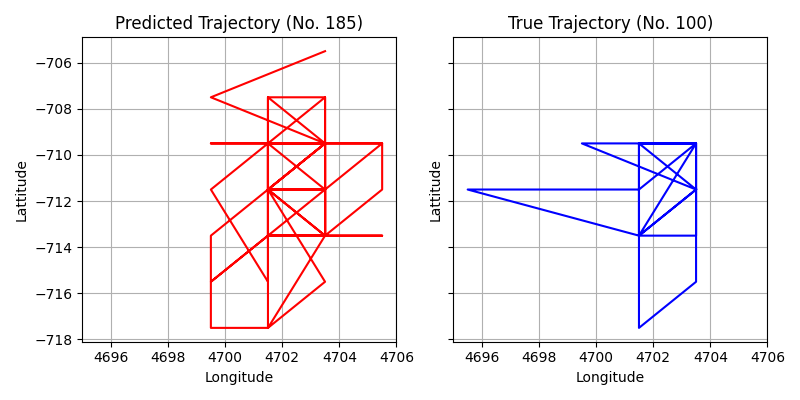 Predicted Trajectory (No. 185)
True Trajectory (No. 100)
−706
−708
−710
−712
−714
−716
−718
Lattitude
Lattitude
4696 4698 4700 4702 4704 4706
4696 4698 4700 4702 4704 4706
Longitude
Longitude